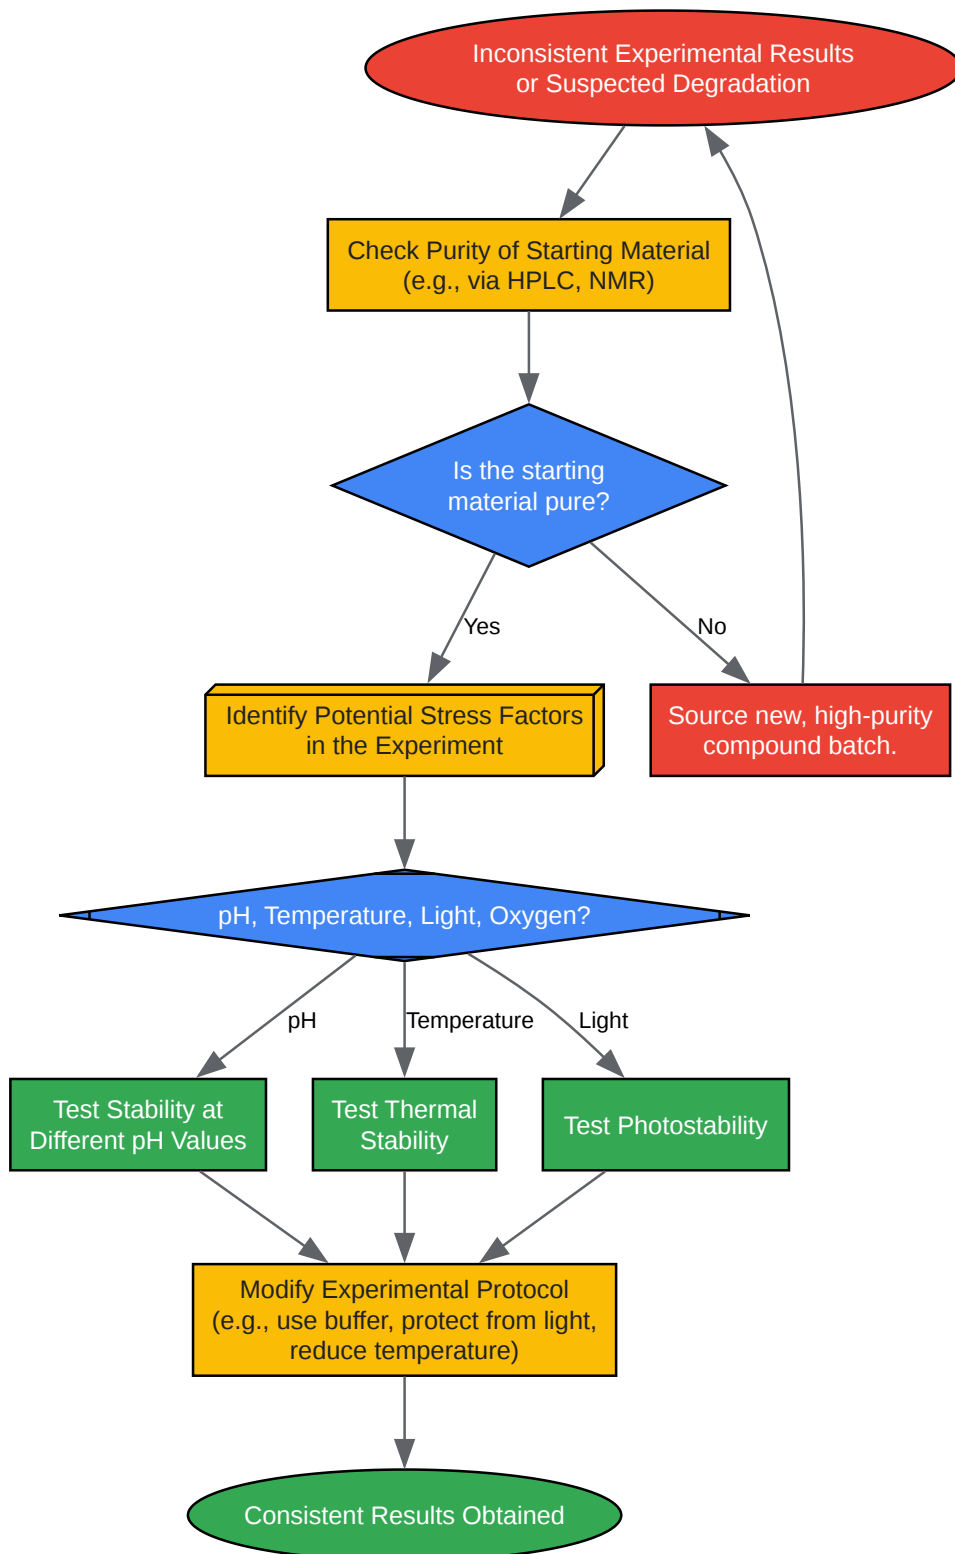 Inconsistent Experimental Results
or Suspected Degradation
Check Purity of Starting Material
(e.g., via HPLC, NMR)
Is the starting
material pure?
Yes
No
Identify Potential Stress Factors
in the Experiment
Source new, high-purity
compound batch.
pH, Temperature, Light, Oxygen?
pH
Temperature
Light
Test Stability at
Different pH Values
Test Thermal
Stability
Test Photostability
Modify Experimental Protocol
(e.g., use buffer, protect from light,
reduce temperature)
Consistent Results Obtained